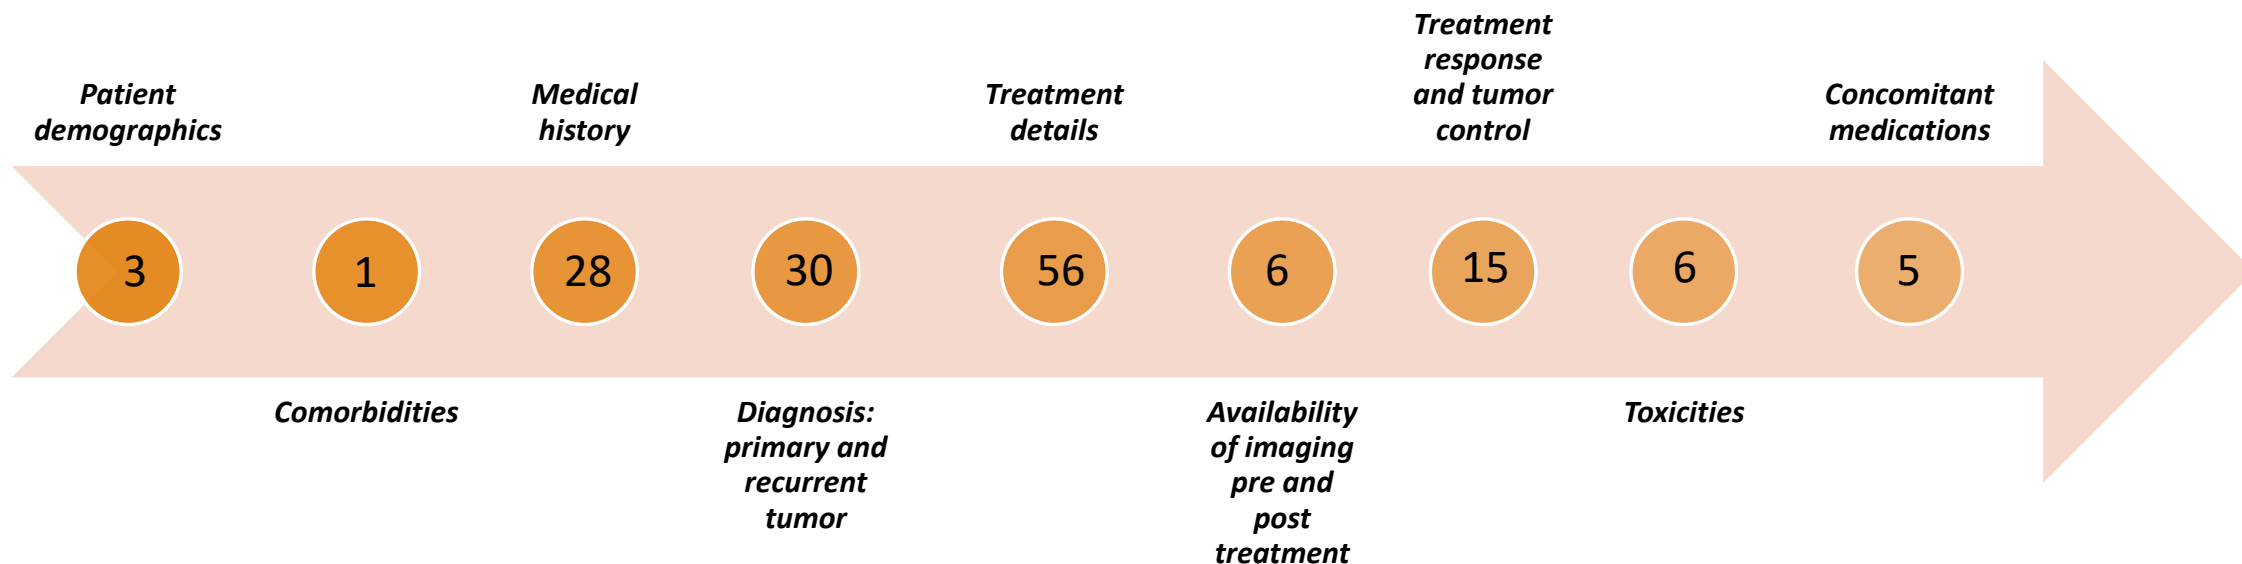 Patient
demographics
Medical
history
Treatment
details
Treatment
response
and tumor
control
Concomitant
medications
3
1
28
30
56
6
15
6
5
Comorbidities
Diagnosis:
primary and
recurrent
tumor
Availability
of imaging
pre and
post
treatment
Toxicities